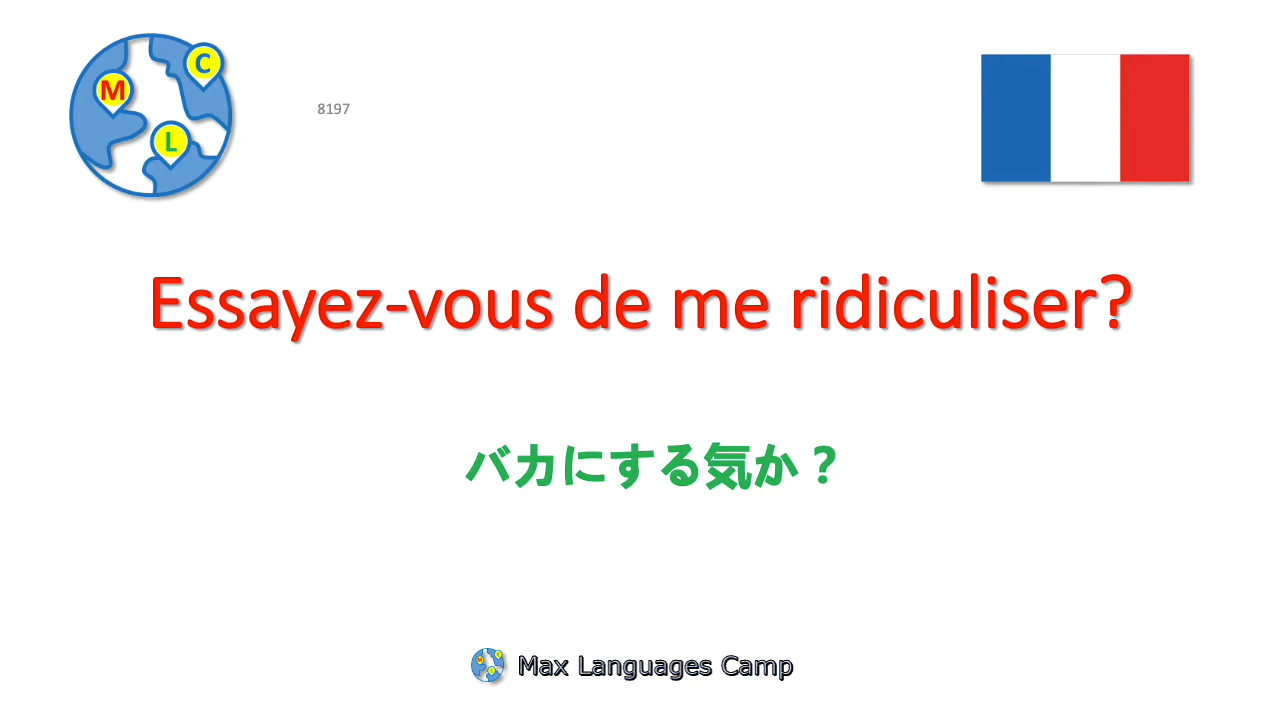 M
C
L
8197
Essayez-vous de me ridiculiser?
バカにする気か？
Max Languages Camp